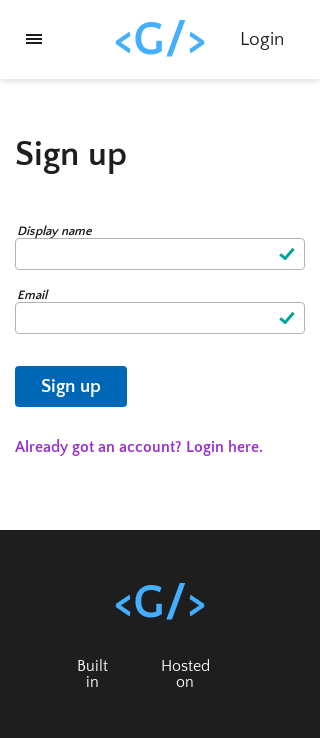 <G/>
Login
Sign up
Display name
Email
Sign up
Already got an account? Login here.
<G/>
Built in
Hosted on